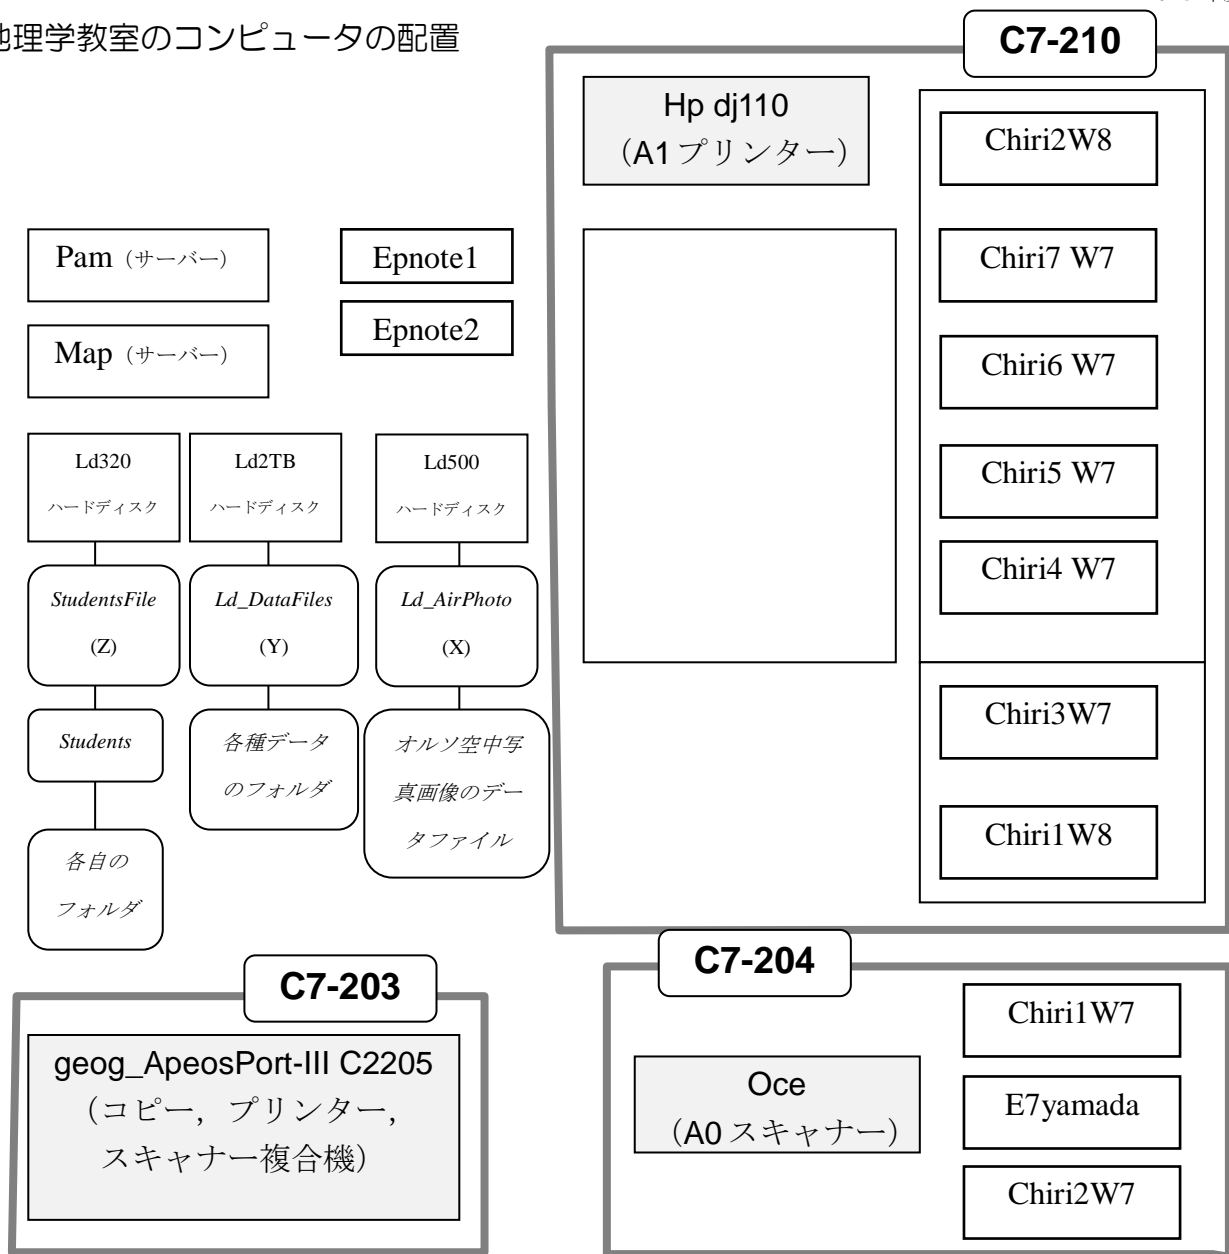 地理学教室のコンピュータの配置
C7-210
Hp dj110
（A1プリンター）
Chiri2W8
Chiri7 W7
Chiri6 W7
Chiri5 W7
Chiri4 W7
Chiri3W7
Chiri1W8
Pam（サーバー）
Epnote1
Map（サーバー）
Epnote2
Ld320
ハードディスク
Ld2TB
ハードディスク
Ld500
ハードディスク
StudentsFile
(Z)
Ld_DataFiles
(Y)
Ld_AirPhoto
(X)
Students
各種データ
のフォルダ
オルソ空中写
真画像のデー
タファイル
各自の
フォルダ
C7-203
geog_ApeosPort-III C2205
（コピー，プリンター，
スキャナー複合機）
C7-204
Oce
（A0スキャナー）
Chiri1W7
E7yamada
Chiri2W7